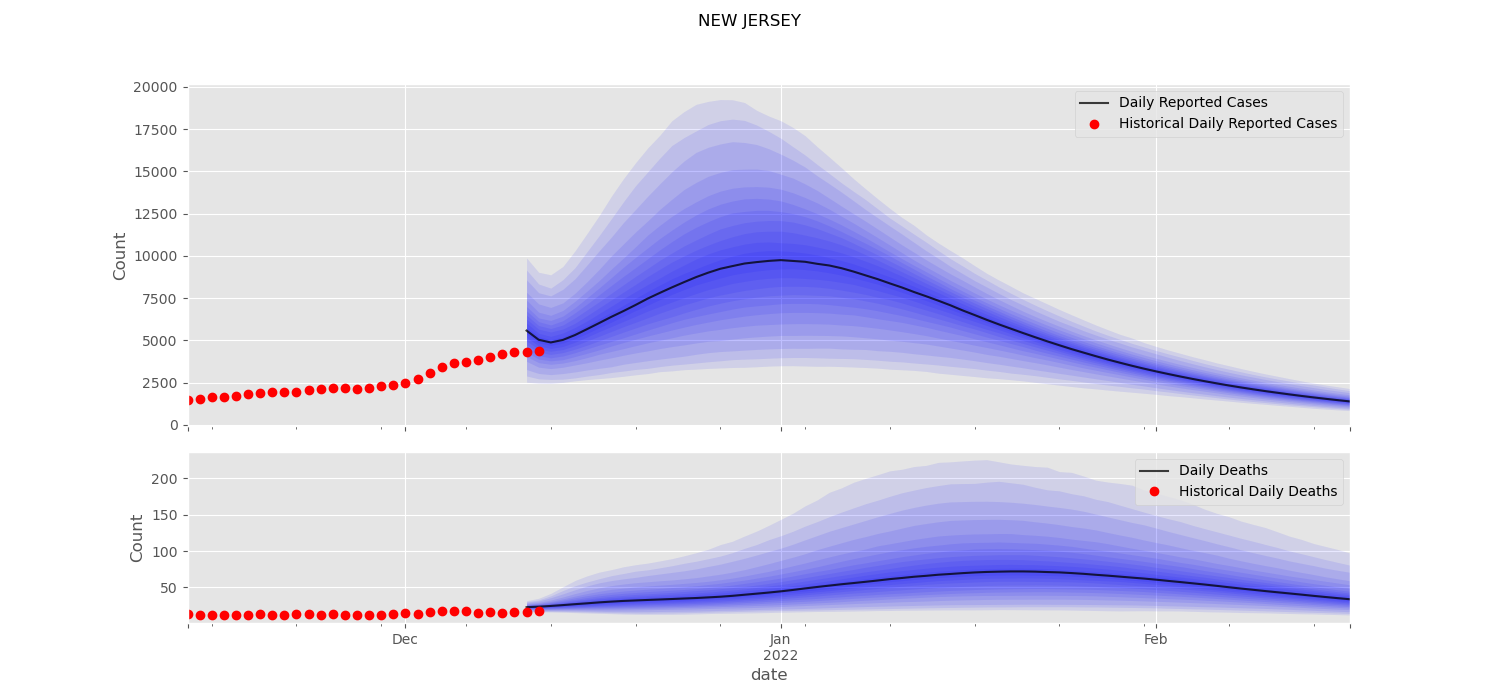 NEW JERSEY
20000
17500
15000
12500
10000
7500
5000
2500
0
Count
Daily Reported Cases
Historical Daily Reported Cases
200
150
100
50
Count
Daily Deaths
Historical Daily Deaths
Dec
Jan
2022
Feb
date